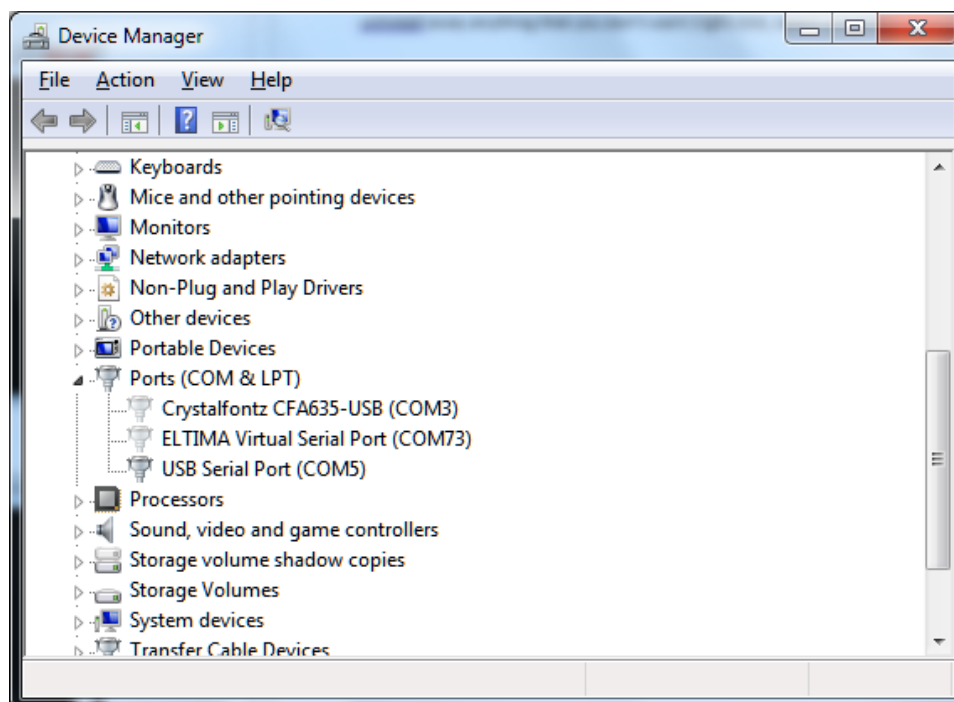 Device Manager
File Action View Help
Keyboards
Mice and other pointing devices
Monitors
Network adapters
Non-Plug and Play Drivers
Other devices
Portable Devices
Ports (COM & LPT)
Crystalfontz CFA635-USB (COM3)
ELTIMA Virtual Serial Port (COM73)
USB Serial Port (COM5)
Processors
Sound, video and game controllers
Storage volume shadow copies
Storage Volumes
System devices
Transfer Cable Devices